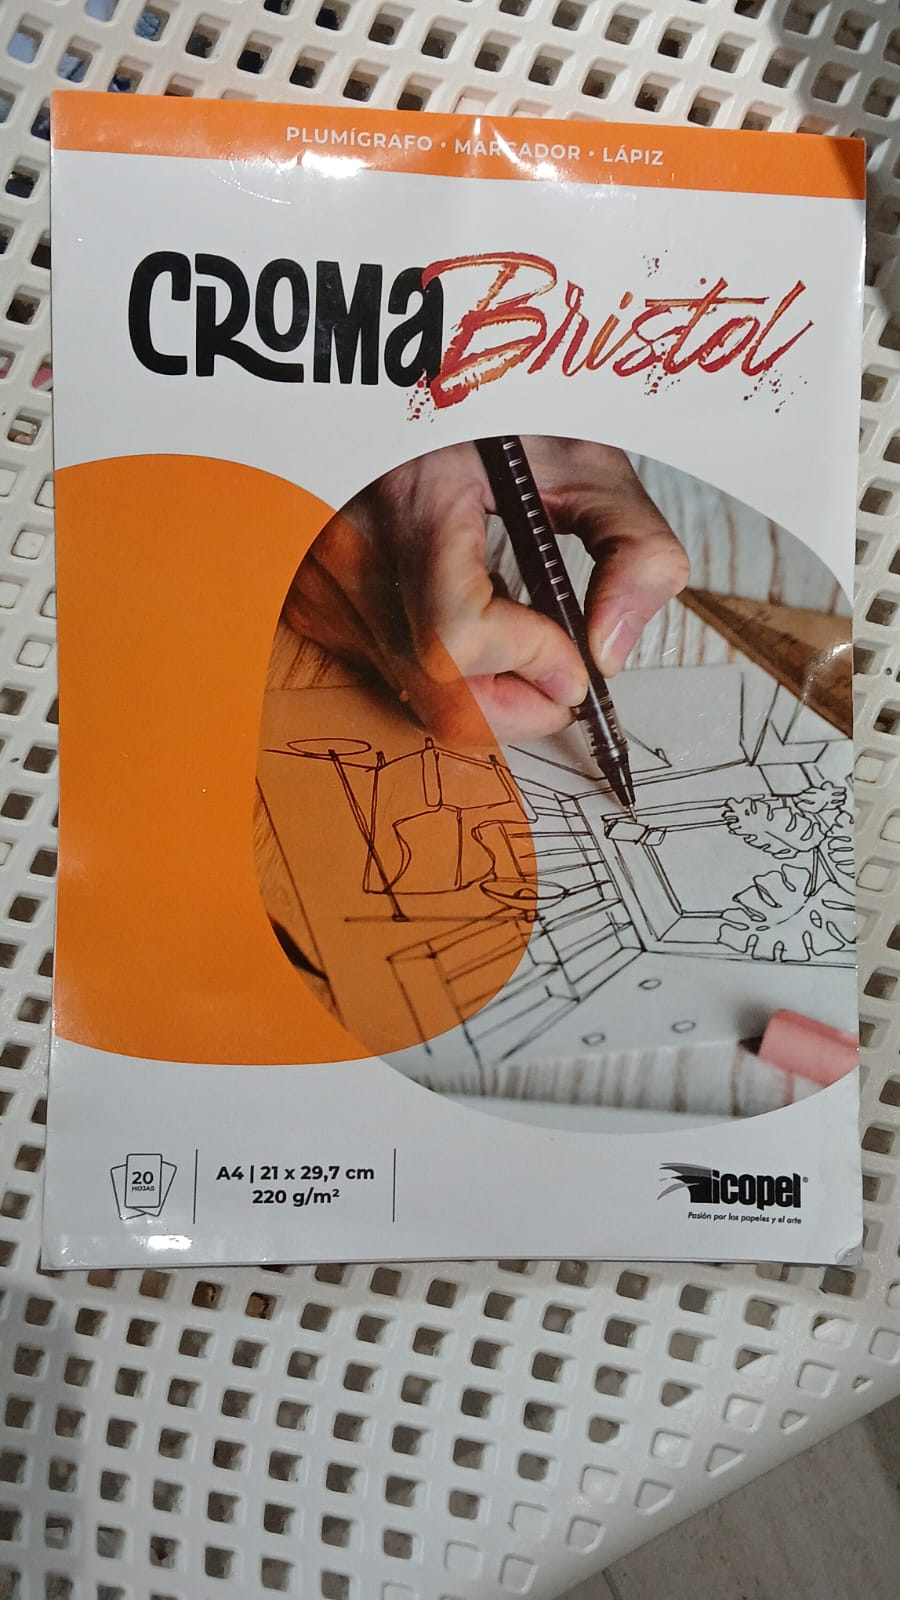 PLUMÍGRAFO • MARCADOR • LÁPIZ
CROMA Bristol
20
HOJAS
A4 | 21 x 29,7 cm
220 g/m²
icopel®
Pasión por los papeles y el arte